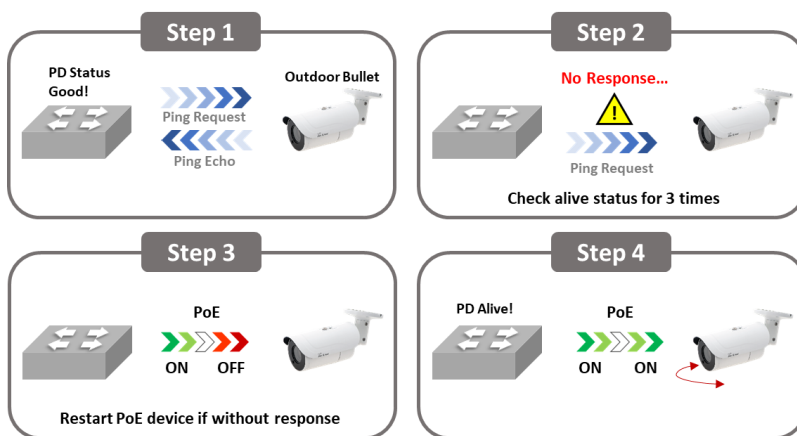 Step 1
PD Status
Good!
Outdoor Bullet
Ping Request
Ping Echo
Step 2
No Response...
!
Ping Request
Check alive status for 3 times
Step 3
PoE
ON OFF
Restart PoE device if without response
Step 4
PD Alive!
PoE
ON ON